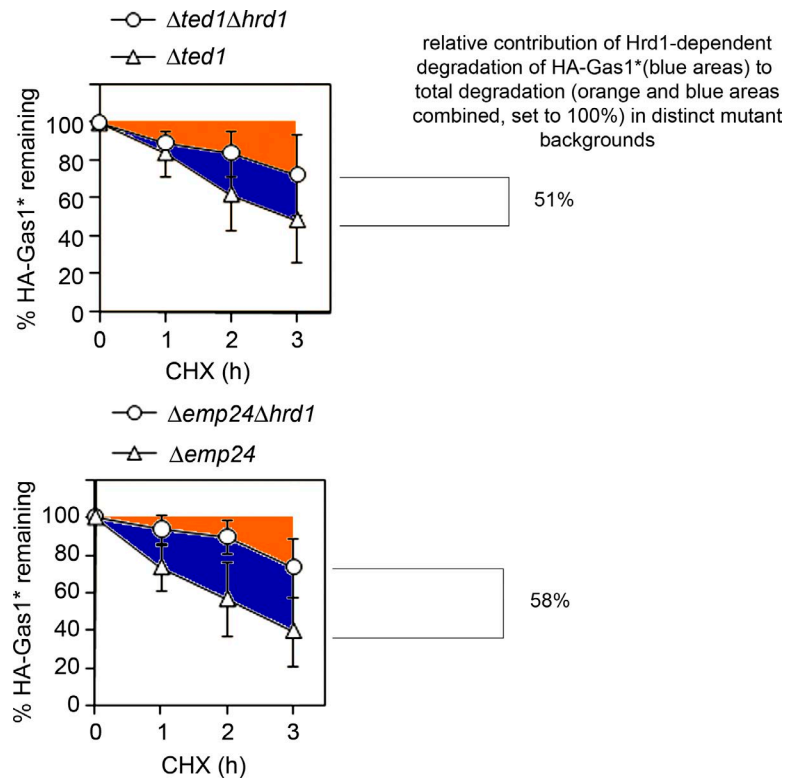 Δted1Δhrd1
Δted1
relative contribution of Hrd1-dependent
degradation of HA-Gas1*(blue areas) to
total degradation (orange and blue areas
combined, set to 100%) in distinct mutant
backgrounds
% HA-Gas1* remaining
100
80
60
40
20
0
0 1 2 3
CHX (h)
51%
Δemp24Δhrd1
Δemp24
% HA-Gas1* remaining
100
80
60
40
20
0
0 1 2 3
CHX (h)
58%